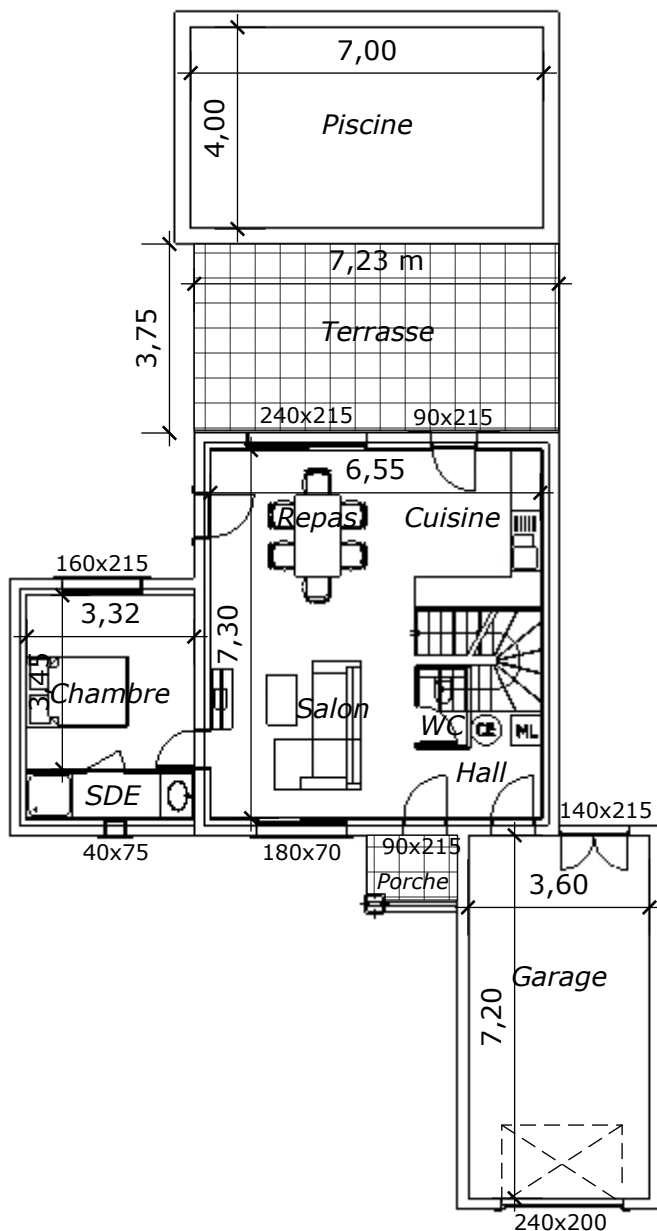 7,00
4,00
Piscine
7,23 m
3,75
Terrasse
240x215
90x215
6,55
Repas
Cuisine
160x215
3,32
7,30
3,45
Chambre
Salon
WC
CE
ML
SDE
Hall
140x215
40x75
180x70
90x215
Porche
3,60
Garage
7,20
240x200